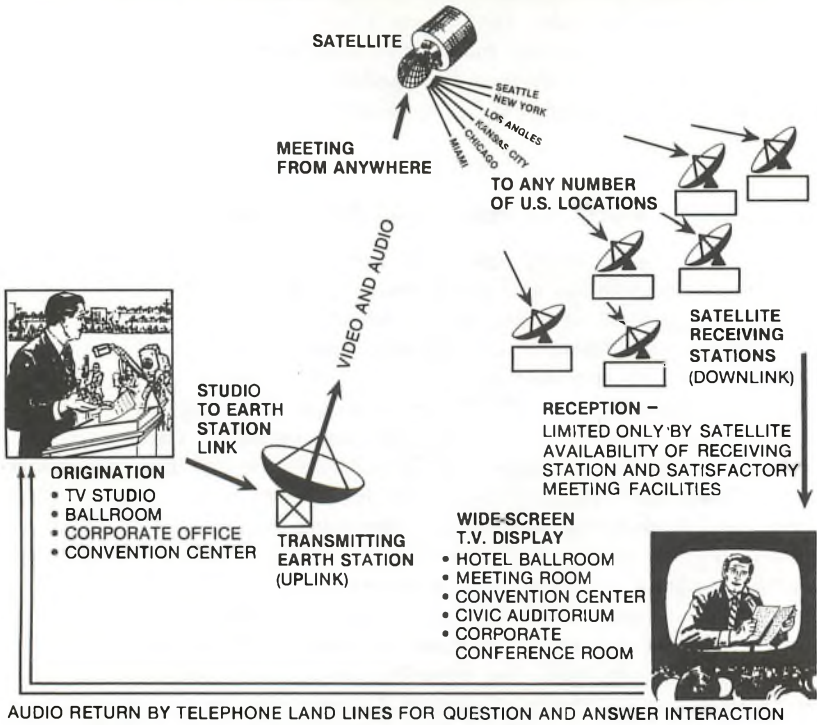 SATELLITE
SEATTLE
NEW YORK
LOS ANGLES
KANSAS CITY
CHICAGO
MIAMI
MEETING
FROM ANYWHERE
TO ANY NUMBER
OF U.S. LOCATIONS
VIDEO AND AUDIO
SATELLITE
RECEIVING
STATIONS
(DOWNLINK)
STUDIO
TO EARTH
STATION
LINK
RECEPTION –
LIMITED ONLY BY SATELLITE
AVAILABILITY OF RECEIVING
STATION AND SATISFACTORY
MEETING FACILITIES
ORIGINATION
• TV STUDIO
• BALLROOM
• CORPORATE OFFICE
• CONVENTION CENTER
TRANSMITTING
EARTH STATION
(UPLINK)
WIDE-SCREEN
T.V. DISPLAY
• HOTEL BALLROOM
• MEETING ROOM
• CONVENTION CENTER
• CIVIC AUDITORIUM
• CORPORATE
CONFERENCE ROOM
AUDIO RETURN BY TELEPHONE LAND LINES FOR QUESTION AND ANSWER INTERACTION